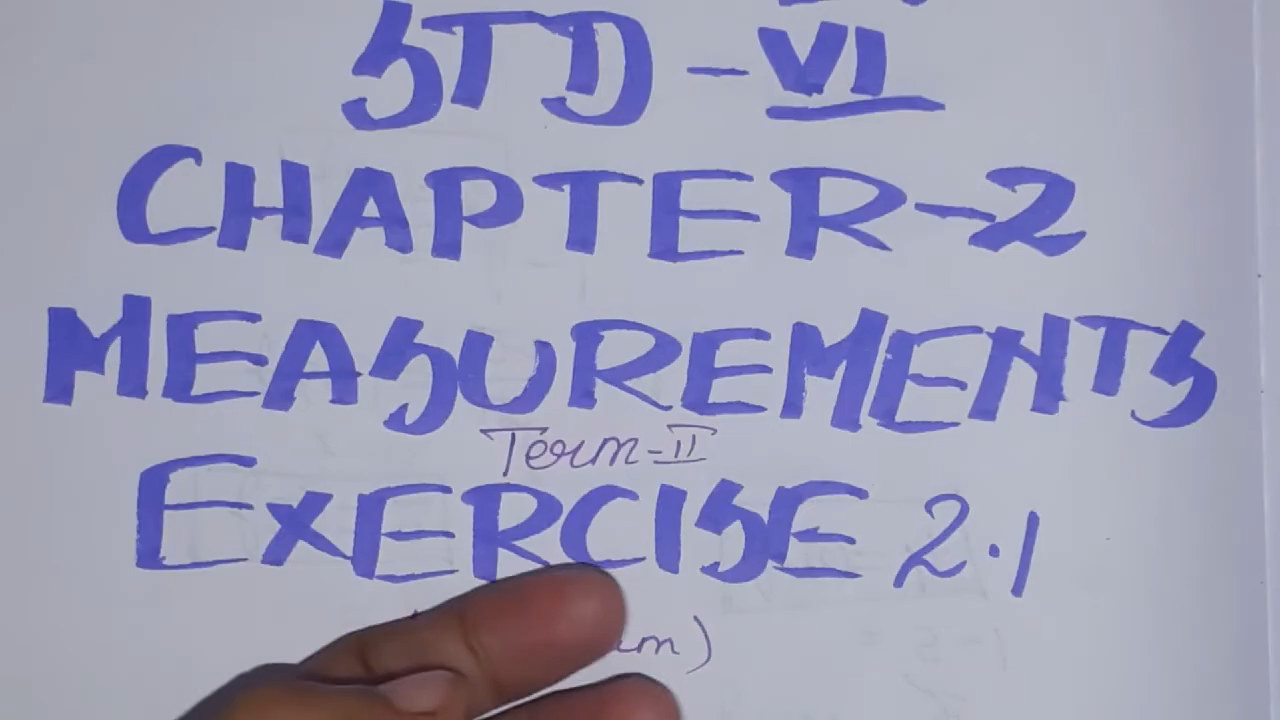 STD - VI
CHAPTER-2
MEASUREMENTS
Term-II
EXERCISE 2.1